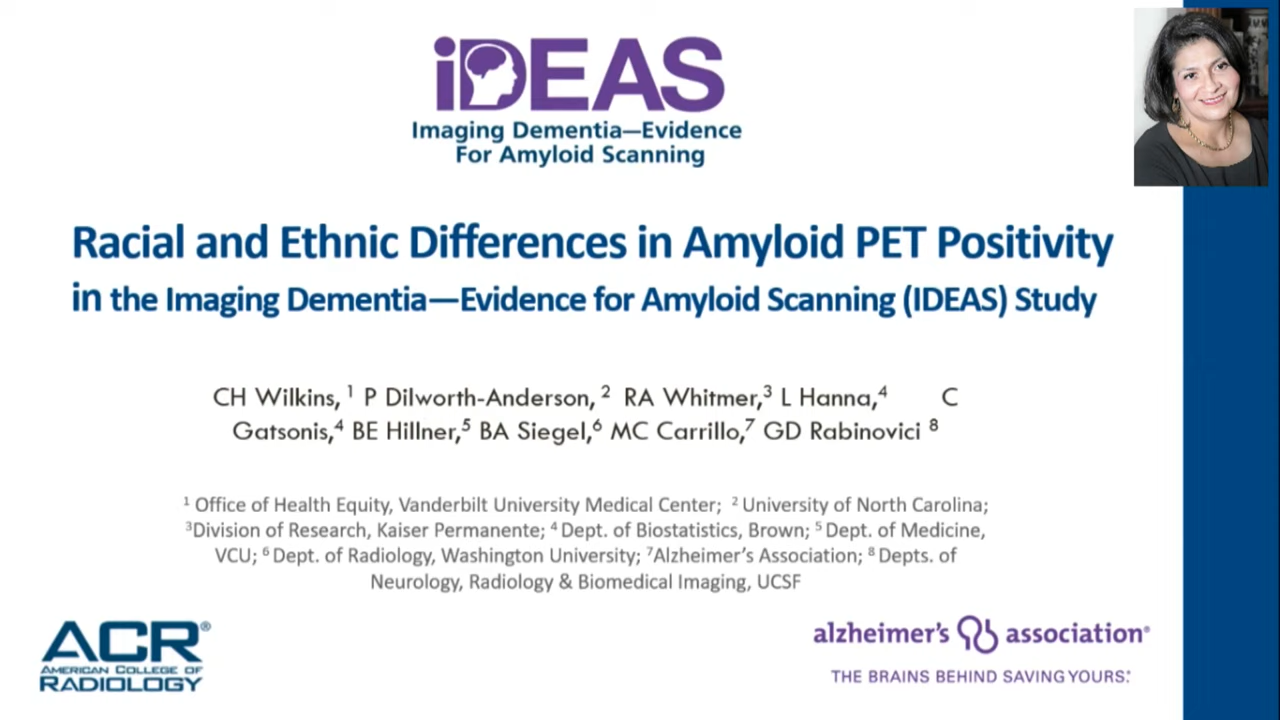 iDEAS
Imaging Dementia—Evidence
For Amyloid Scanning
Racial and Ethnic Differences in Amyloid PET Positivity
in the Imaging Dementia—Evidence for Amyloid Scanning (IDEAS) Study
CH Wilkins, 1 P Dilworth-Anderson, 2 RA Whitmer,3 L Hanna,4 C
Gatsonis,4 BE Hillner,5 BA Siegel,6 MC Carrillo,7 GD Rabinovici 8
1 Office of Health Equity, Vanderbilt University Medical Center; 2 University of North Carolina;
3Division of Research, Kaiser Permanente; 4 Dept. of Biostatistics, Brown; 5 Dept. of Medicine,
VCU; 6 Dept. of Radiology, Washington University; 7Alzheimer's Association; 8 Depts. of
Neurology, Radiology & Biomedical Imaging, UCSF
ACR®
AMERICAN COLLEGE OF
RADIOLOGY
alzheimer's association®
THE BRAINS BEHIND SAVING YOURS.®